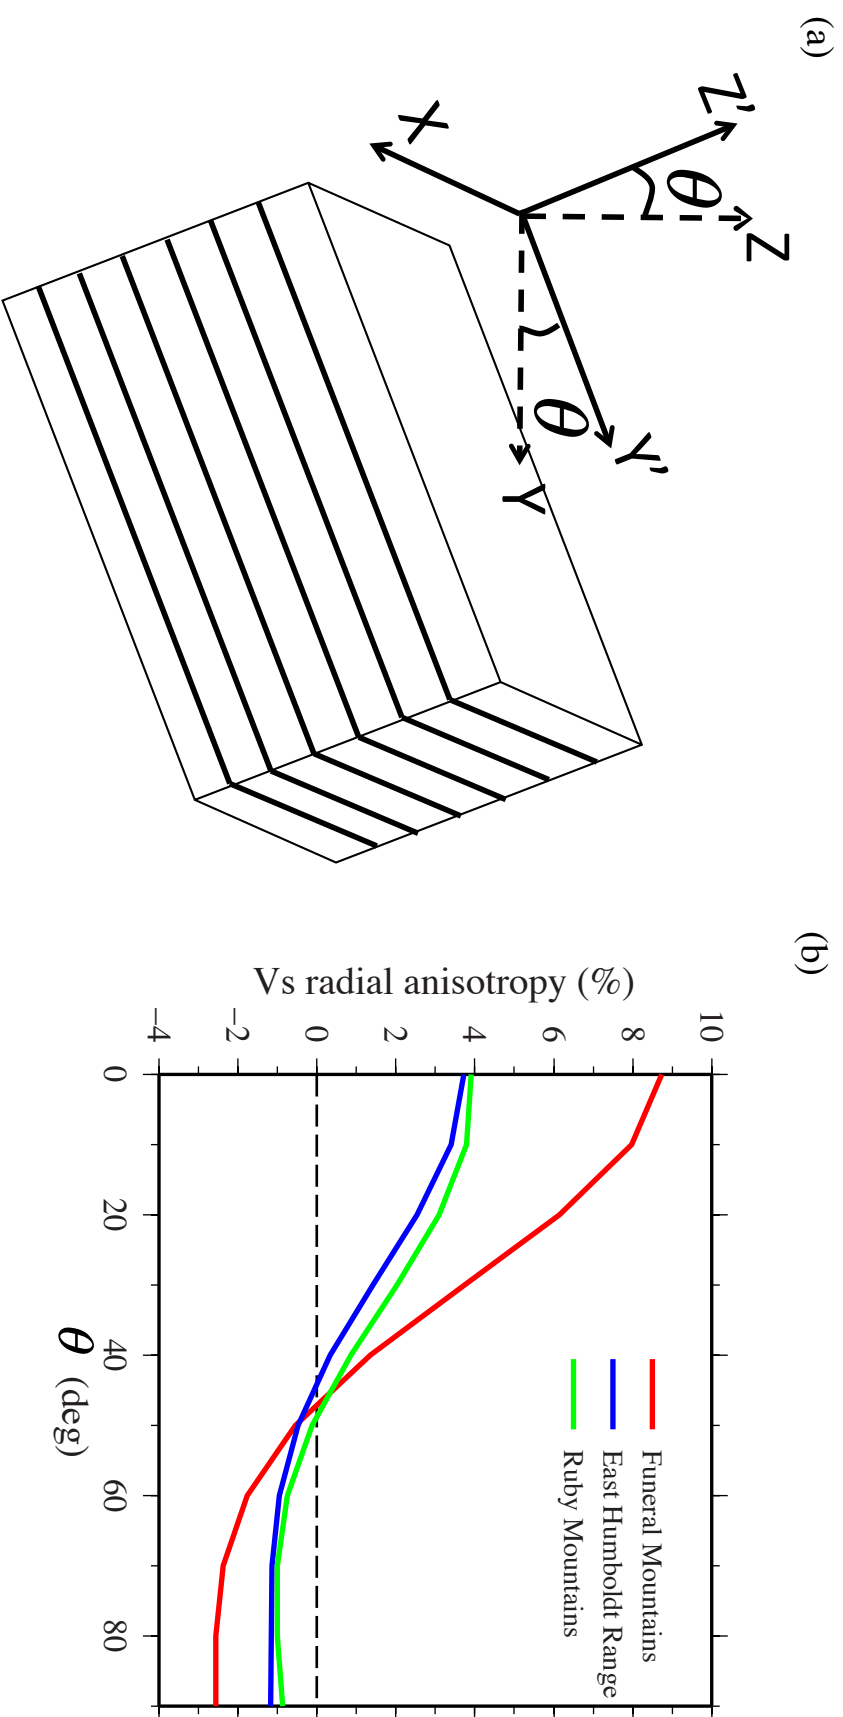 (a)
Z'
θ
Z
X
Y'
θ
Y
(b)
Vs radial anisotropy (%)
10
8
6
4
2
0
−2
−4
0
20
40
60
80
θ (deg)
Funeral Mountains
East Humboldt Range
Ruby Mountains